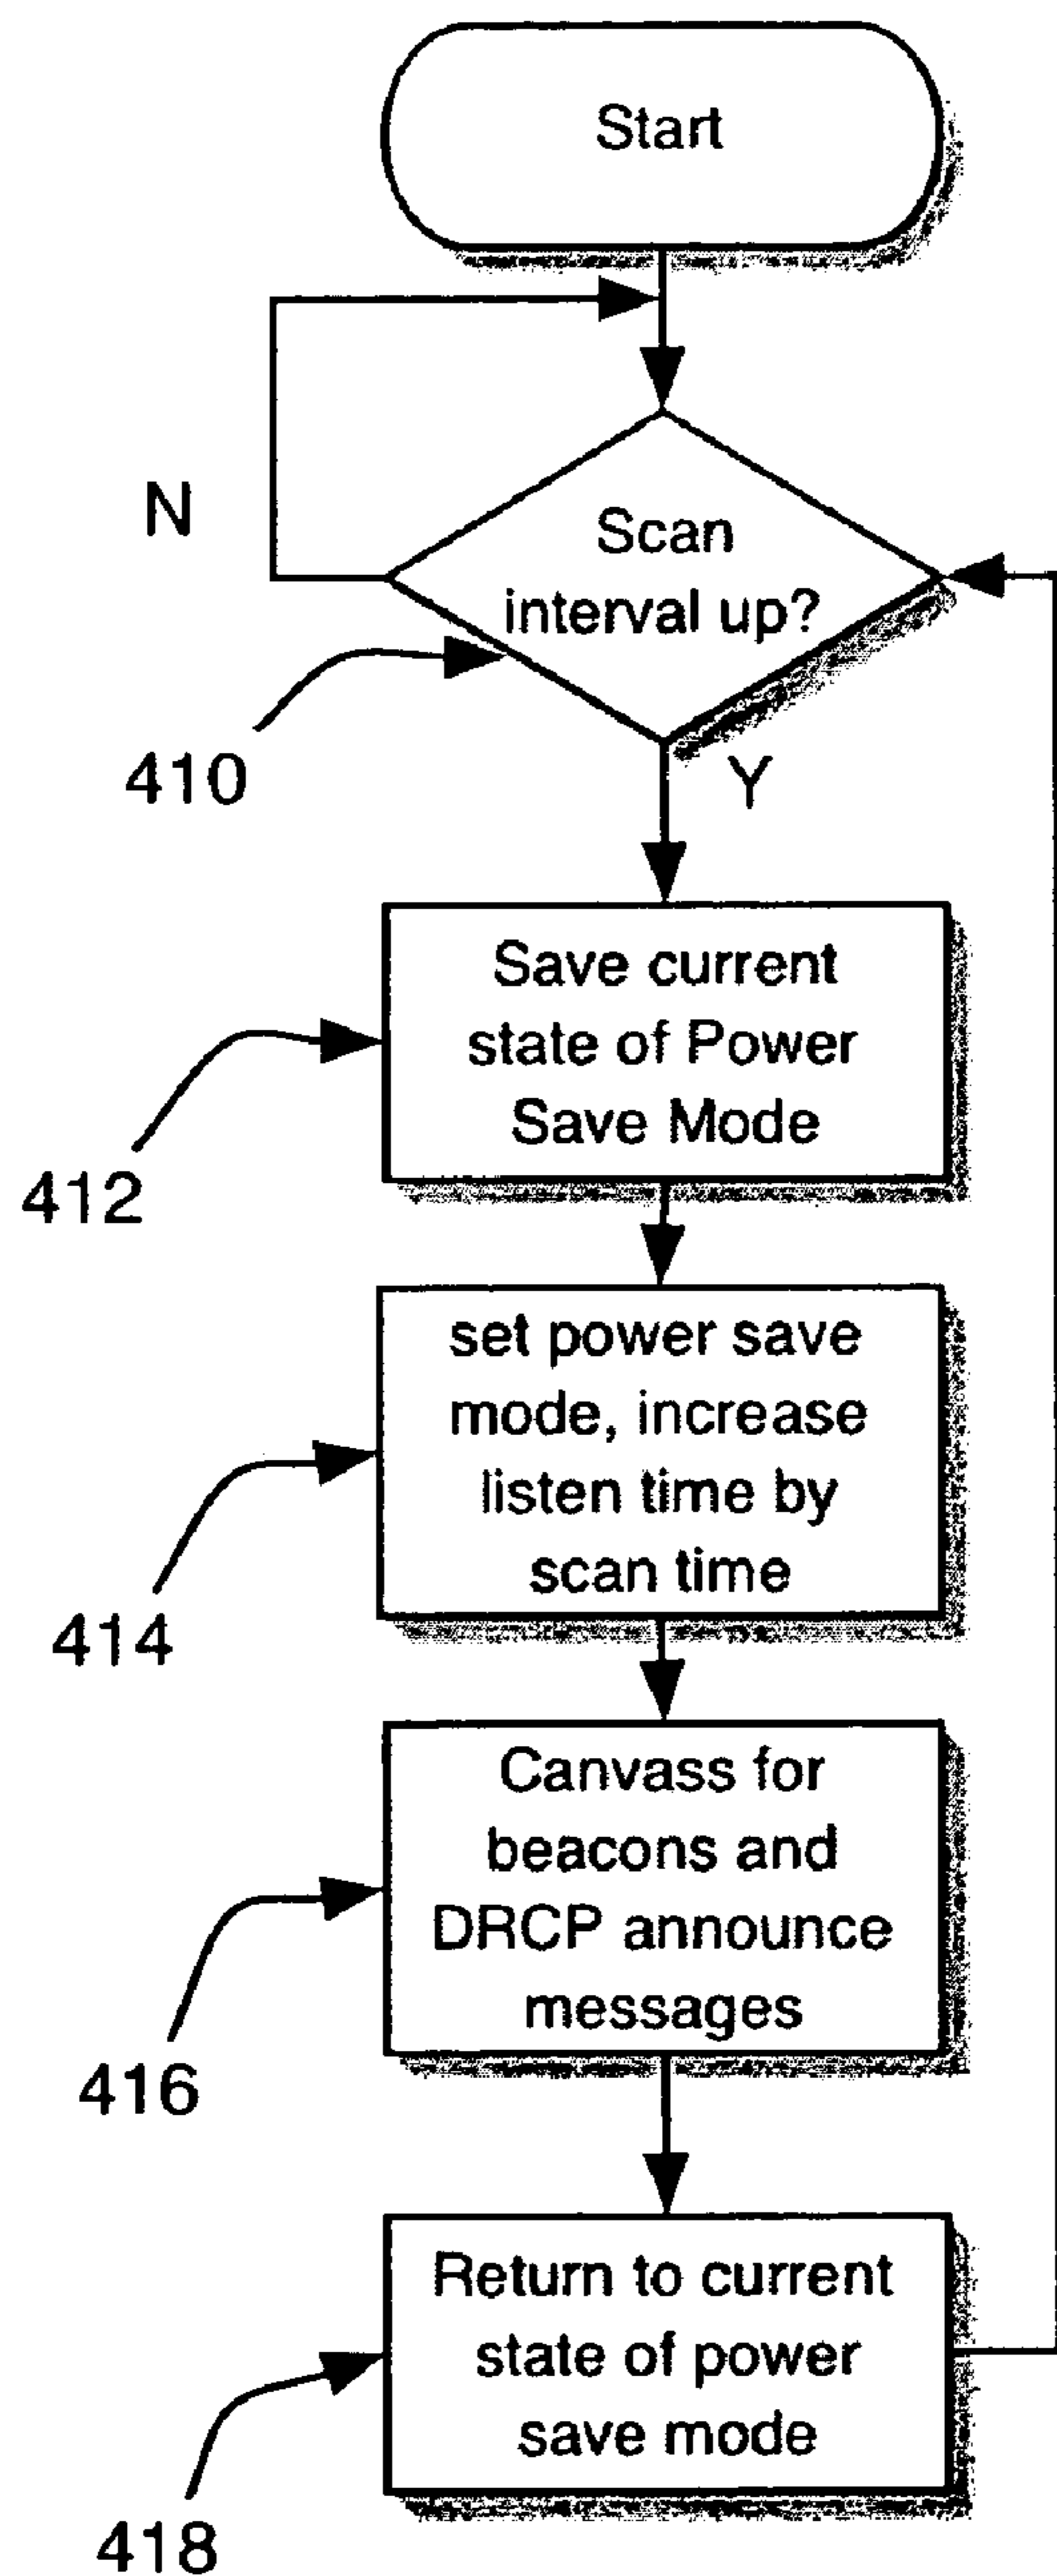 Start
N
Scan
interval up?
410
Y
Save current
state of Power
Save Mode
412
set power save
mode, increase
listen time by
scan time
414
Canvass for
beacons and
DRCP announce
messages
416
Return to current
state of power
save mode
418